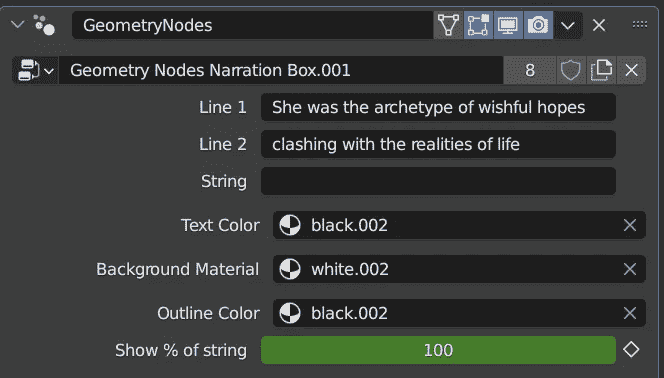 GeometryNodes
Geometry Nodes Narration Box.001 8
Line 1 She was the archetype of wishful hopes
Line 2 clashing with the realities of life
String
Text Color black.002
Background Material white.002
Outline Color black.002
Show % of string 100